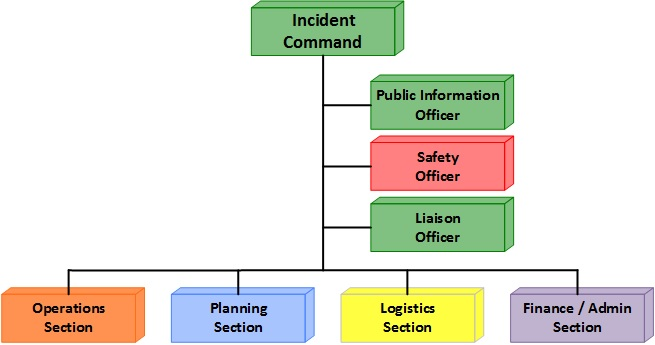 Incident
Command
Public Information
Officer
Safety
Officer
Liaison
Officer
Operations
Section
Planning
Section
Logistics
Section
Finance / Admin
Section